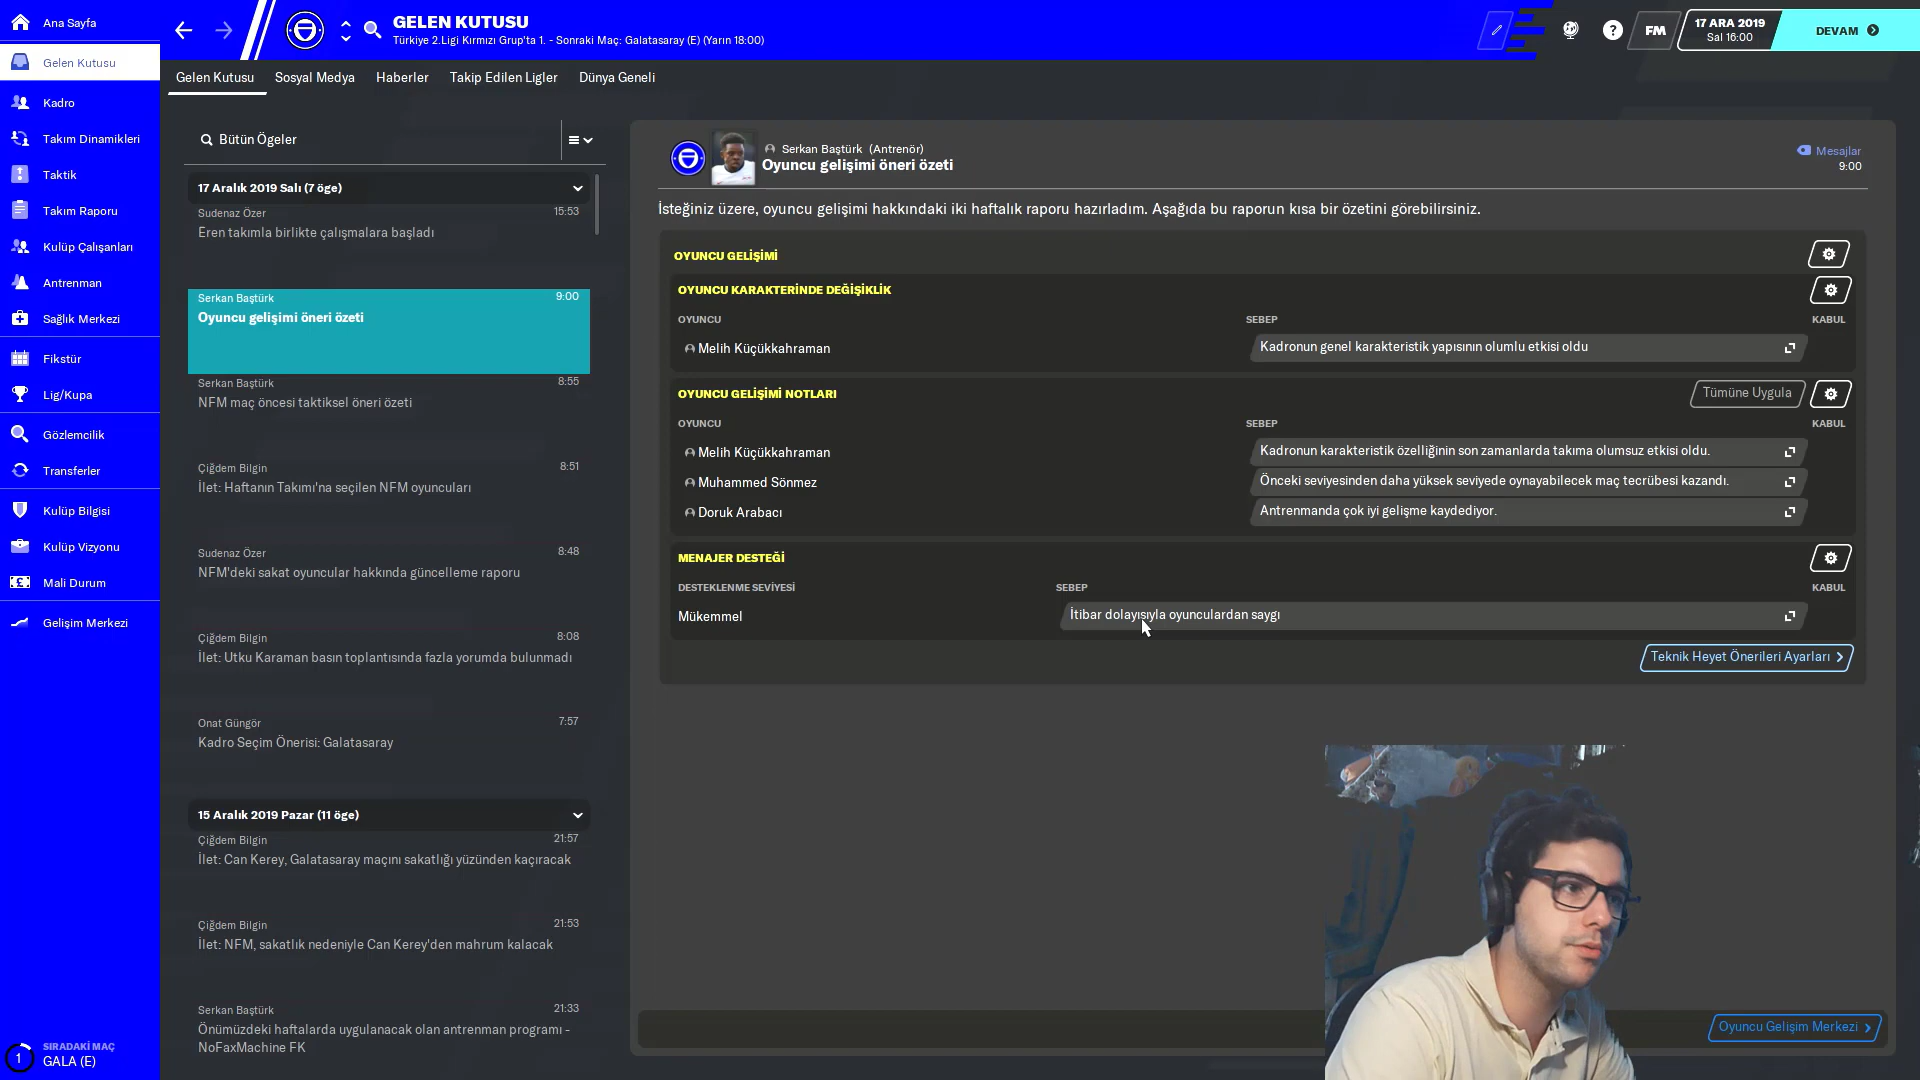 Ana Sayfa
Gelen Kutusu
Kadro
Takım Dinamikleri
Taktik
Takım Raporu
Kulüp Çalışanları
Antrenman
Sağlık Merkezi
Fikstür
Lig/Kupa
Gözlemcilik
Transferler
Kulüp Bilgisi
Kulüp Vizyonu
Mali Durum
Gelişim Merkezi
1
SIRADAKİ MAÇ
GALA (E)
GELEN KUTUSU
Türkiye 2.Ligi Kırmızı Grup'ta 1. - Sonraki Maç: Galatasaray (E) (Yarın 18:00)
FM
17 ARA 2019
Sal 16:00
DEVAM
Gelen Kutusu
Sosyal Medya
Haberler
Takip Edilen Ligler
Dünya Geneli
Bütün Ögeler
17 Aralık 2019 Salı (7 öge)
Sudenaz Özer 15:53
Eren takımla birlikte çalışmalara başladı
Serkan Baştürk 9:00
Oyuncu gelişimi öneri özeti
Serkan Baştürk 8:55
NFM maç öncesi taktiksel öneri özeti
Çiğdem Bilgin 8:51
İlet: Haftanın Takımı'na seçilen NFM oyuncuları
Sudenaz Özer 8:48
NFM'deki sakat oyuncular hakkında güncelleme raporu
Çiğdem Bilgin 8:08
İlet: Utku Karaman basın toplantısında fazla yorumda bulunmadı
Onat Güngör 7:57
Kadro Seçim Önerisi: Galatasaray
15 Aralık 2019 Pazar (11 öge)
Çiğdem Bilgin 21:57
İlet: Can Kerey, Galatasaray maçını sakatlığı yüzünden kaçıracak
Çiğdem Bilgin 21:53
İlet: NFM, sakatlık nedeniyle Can Kerey'den mahrum kalacak
Serkan Baştürk 21:33
Önümüzdeki haftalarda uygulanacak olan antrenman programı -
NoFaxMachine FK
Serkan Baştürk (Antrenör)
Oyuncu gelişimi öneri özeti
Mesajlar
9:00
İsteğiniz üzere, oyuncu gelişimi hakkındaki iki haftalık raporu hazırladım. Aşağıda bu raporun kısa bir özetini görebilirsiniz.
OYUNCU GELİŞİMİ
OYUNCU KARAKTERİNDE DEĞİŞİKLİK
OYUNCU SEBEP KABUL
Melih Küçükkahraman Kadronun genel karakteristik yapısının olumlu etkisi oldu
OYUNCU GELİŞİMİ NOTLARI Tümüne Uygula
OYUNCU SEBEP KABUL
Melih Küçükkahraman Kadronun karakteristik özelliğinin son zamanlarda takıma olumsuz etkisi oldu.
Muhammed Sönmez Önceki seviyesinden daha yüksek seviyede oynayabilecek maç tecrübesi kazandı.
Doruk Arabacı Antrenmanda çok iyi gelişme kaydediyor.
MENAJER DESTEĞİ
DESTEKLENME SEVİYESİ SEBEP KABUL
Mükemmel İtibar dolayısıyla oyunculardan saygı
Teknik Heyet Önerileri Ayarları
Oyuncu Gelişim Merkezi